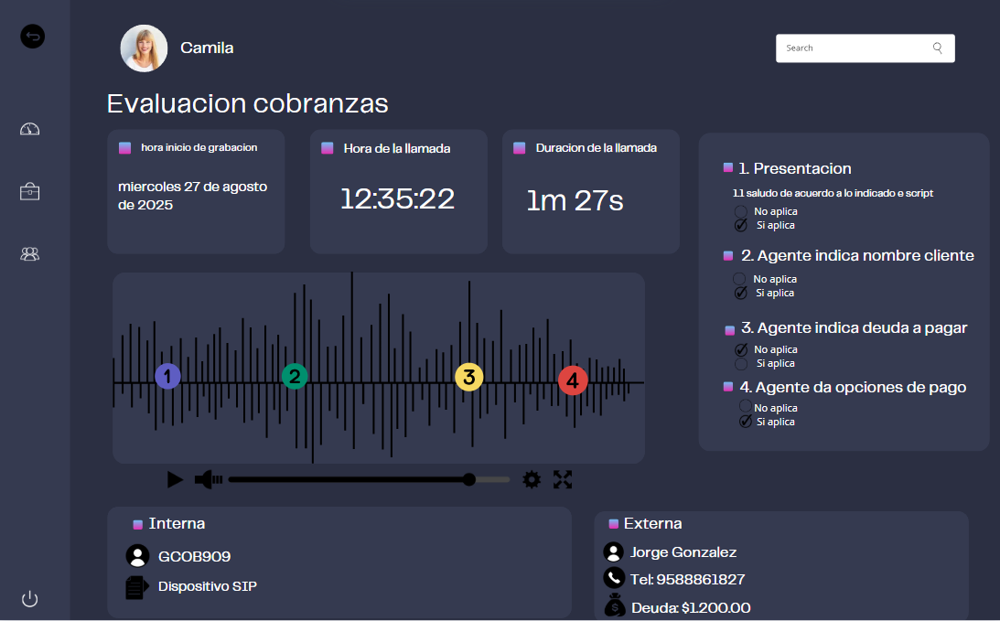 Camila
Search
Evaluacion cobranzas
hora inicio de grabacion
miercoles 27 de agosto
de 2025
Hora de la llamada
12:35:22
Duracion de la llamada
1m 27s
1 2 3 4
1. Presentacion
1.1 saludo de acuerdo a lo indicado e script
No aplica
Si aplica
2. Agente indica nombre cliente
No aplica
Si aplica
3. Agente indica deuda a pagar
No aplica
Si aplica
4. Agente da opciones de pago
No aplica
Si aplica
Interna
GCOB909
Dispositivo SIP
Externa
Jorge Gonzalez
Tel: 9588861827
$
Deuda: $1.200.00